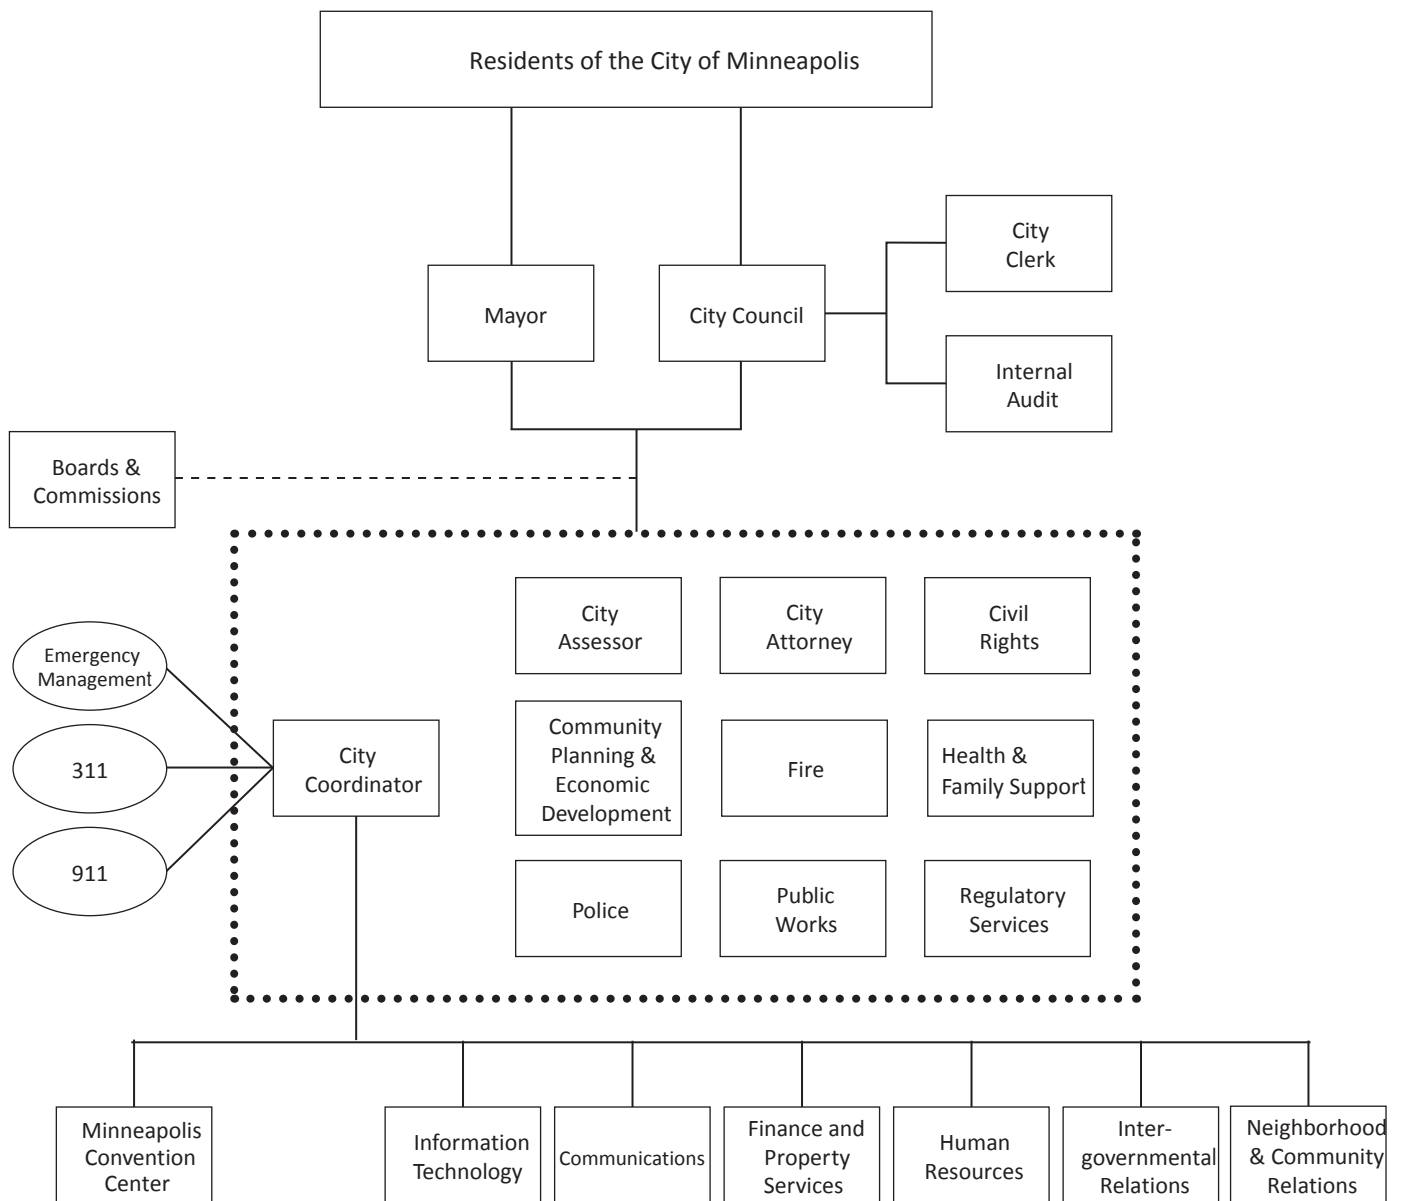 Residents of the City of Minneapolis
City
Clerk
Mayor
City Council
Internal
Audit
Boards &
Commissions
City
Assessor
City
Attorney
Civil
Rights
Emergency
Management
311
911
City
Coordinator
Community
Planning &
Economic
Development
Fire
Health &
Family Support
Police
Public
Works
Regulatory
Services
Minneapolis
Convention
Center
Information
Technology
Communications
Finance and
Property
Services
Human
Resources
Inter-
governmental
Relations
Neighborhood
& Community
Relations